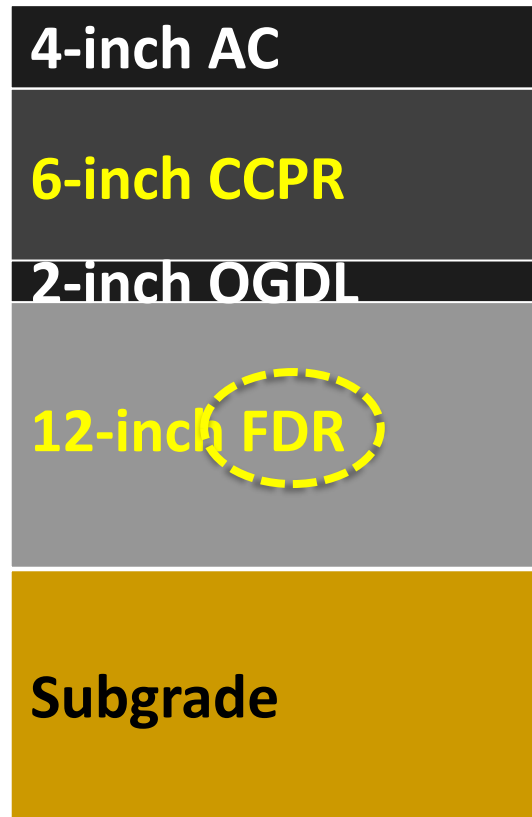 4-inch AC
6-inch CCPR
2-inch OGDL
12-inch FDR
Subgrade